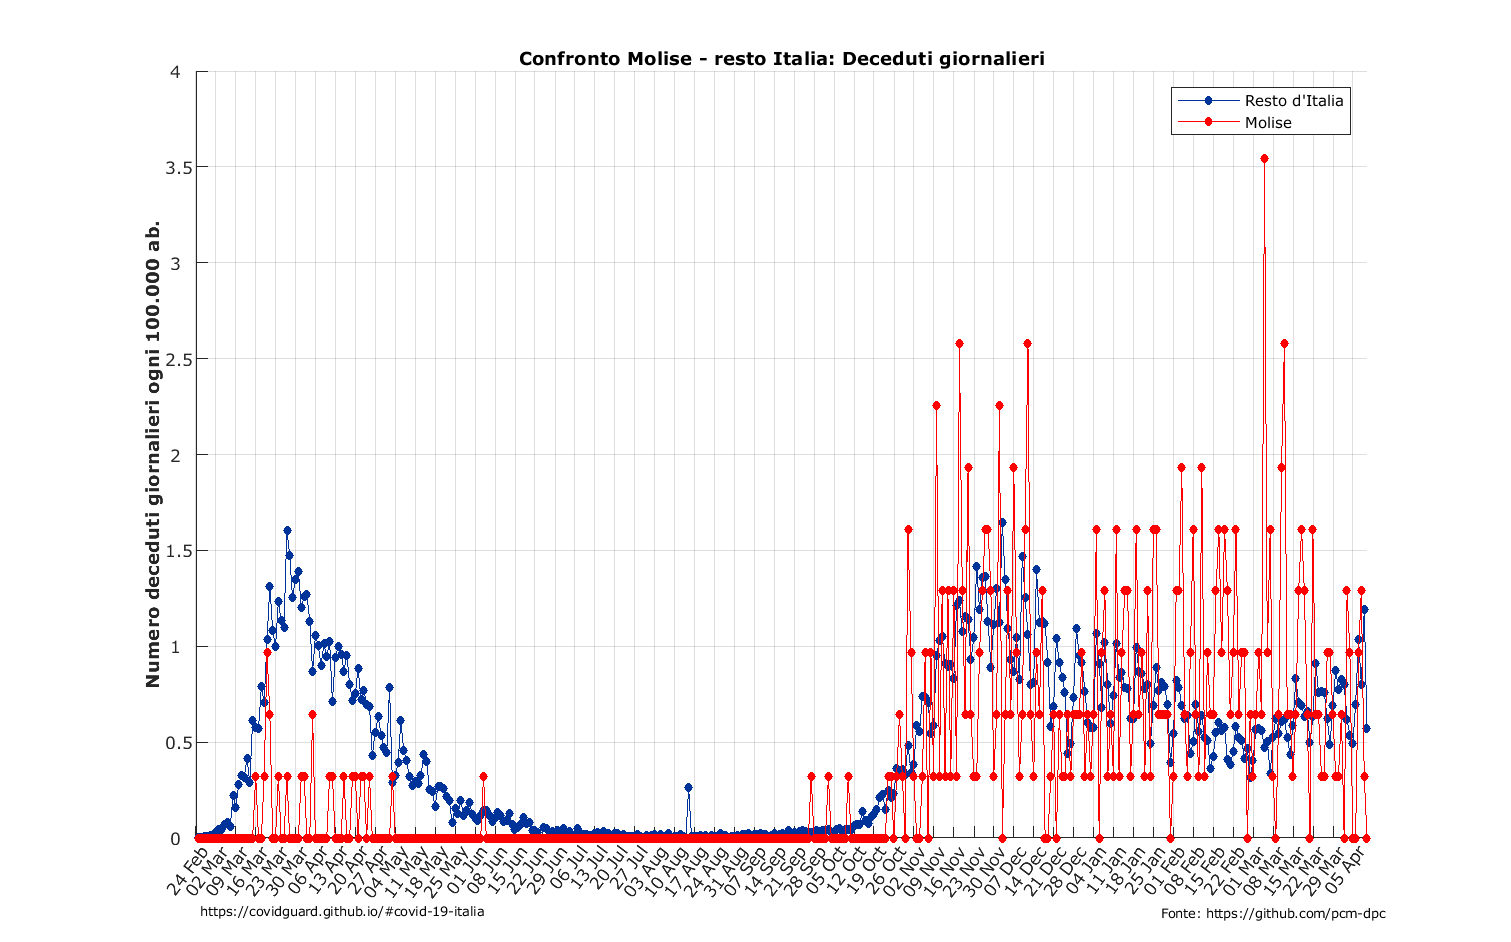 Confronto Molise - resto Italia: Deceduti giornalieri
Resto d'Italia
Molise
Numero deceduti giornalieri ogni 100.000 ab.
4
3.5
3
2.5
2
1.5
1
0.5
0
24 Feb
02 Mar
09 Mar
16 Mar
23 Mar
30 Mar
06 Apr
13 Apr
20 Apr
27 Apr
04 May
11 May
18 May
25 May
01 Jun
08 Jun
15 Jun
22 Jun
29 Jun
06 Jul
13 Jul
20 Jul
27 Jul
03 Aug
10 Aug
17 Aug
24 Aug
31 Aug
07 Sep
14 Sep
21 Sep
28 Sep
05 Oct
12 Oct
19 Oct
26 Oct
02 Nov
09 Nov
16 Nov
23 Nov
30 Nov
07 Dec
14 Dec
21 Dec
28 Dec
04 Jan
11 Jan
18 Jan
25 Jan
01 Feb
08 Feb
15 Feb
22 Feb
01 Mar
08 Mar
15 Mar
22 Mar
29 Mar
05 Apr
https://covidguard.github.io/#covid-19-italia
Fonte: https://github.com/pcm-dpc